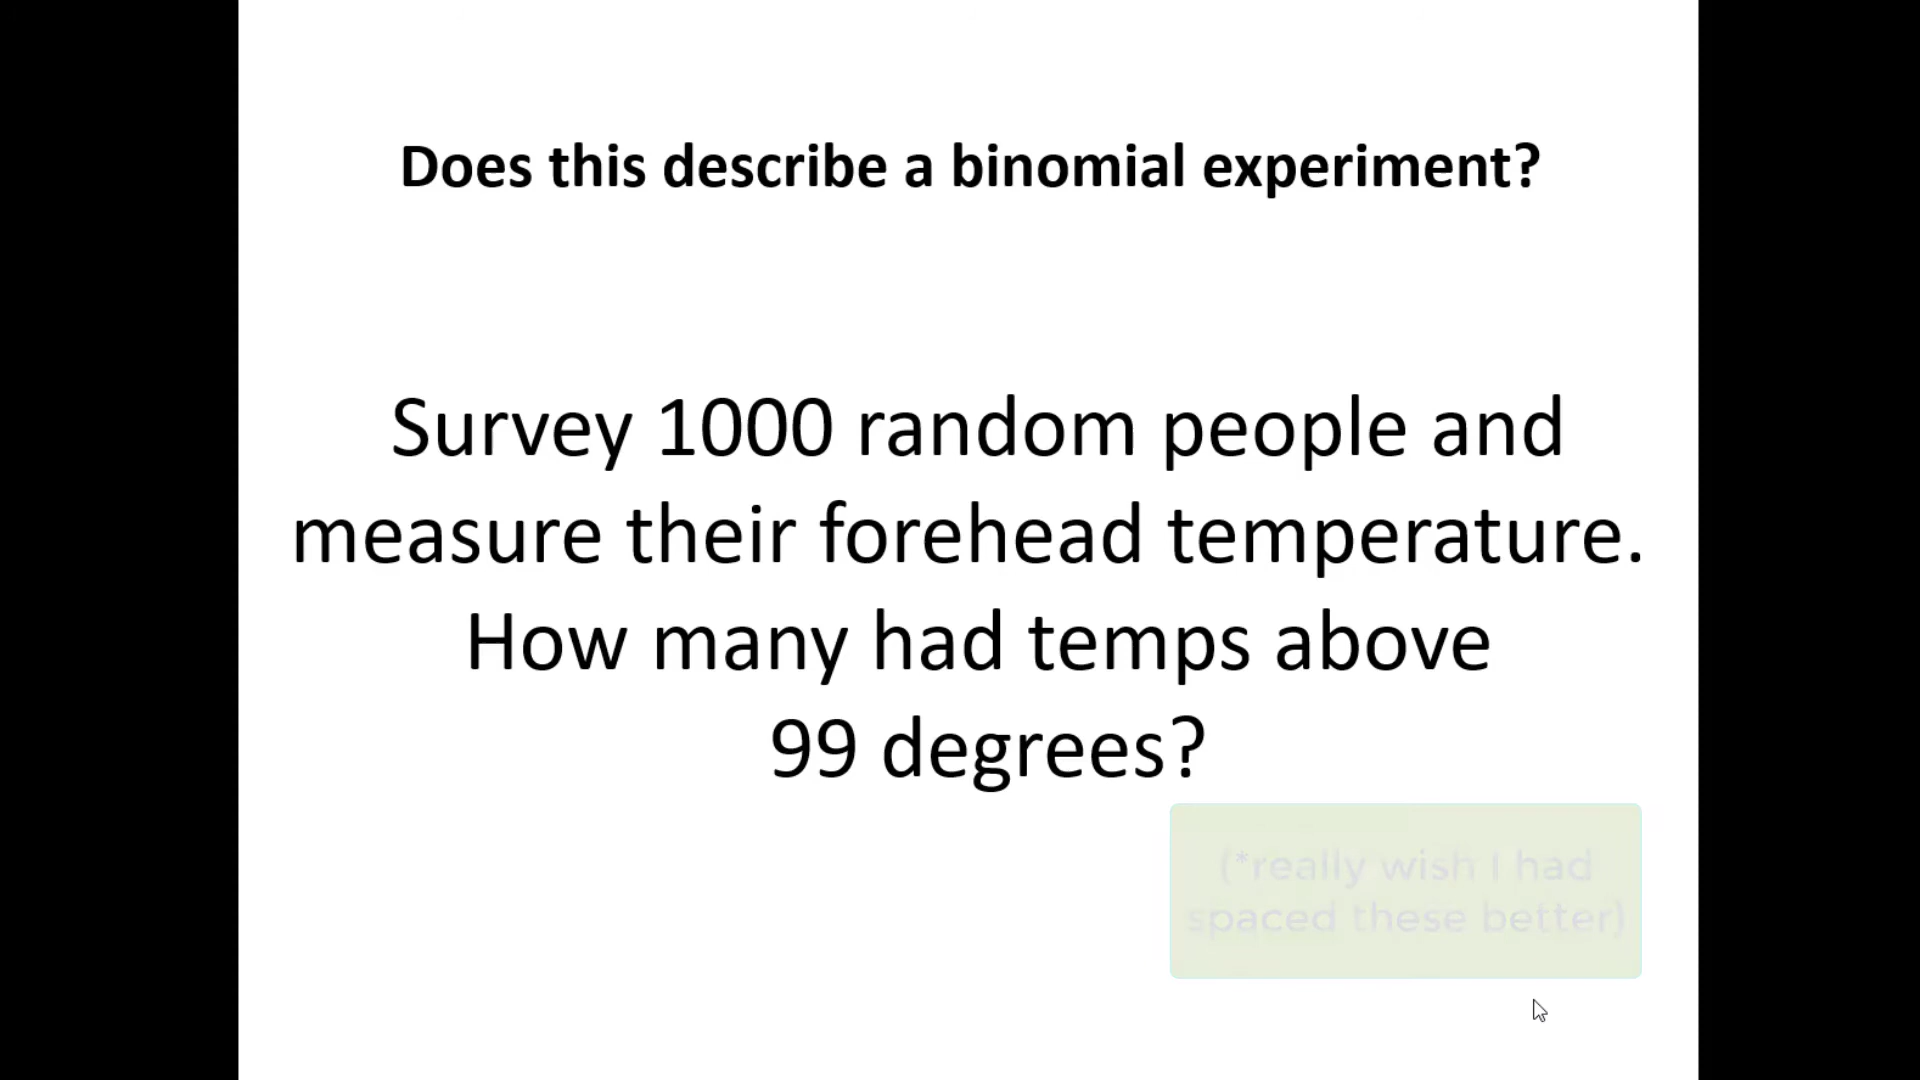 Does this describe a binomial experiment?
Survey 1000 random people and
measure their forehead temperature.
How many had temps above
99 degrees?
(*really wish I had
spaced these better)